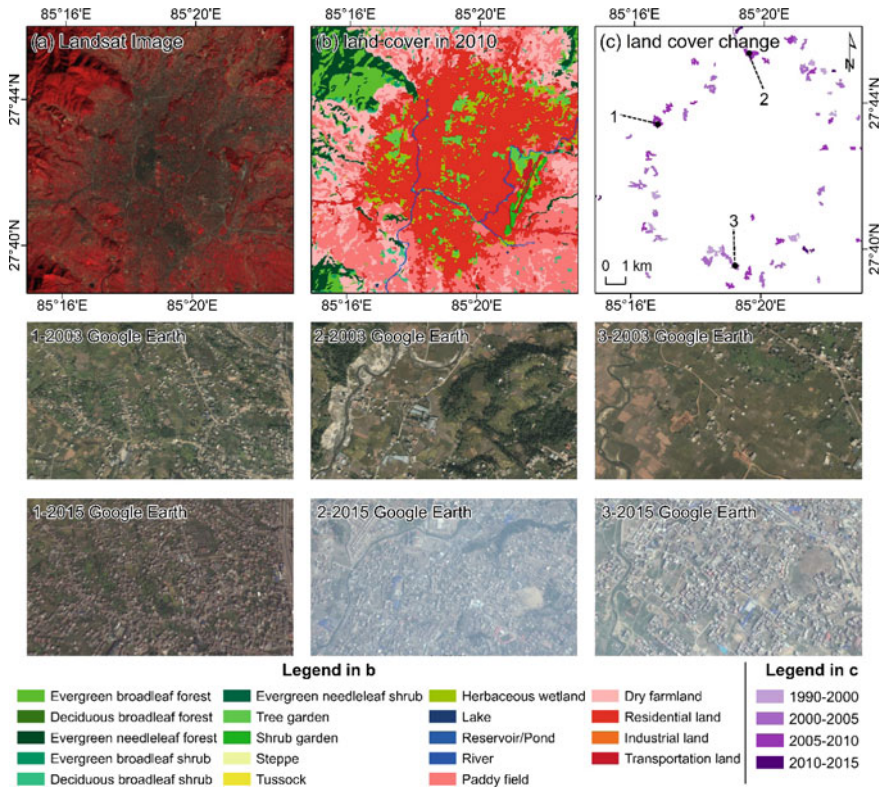 85°16'E 85°20'E 85°16'E 85°20'E 85°16'E 85°20'E
(a) Landsat Image
(b) land-cover in 2010
(c) land cover change
N
27°44'N
27°40'N
27°44'N
27°40'N
1
2
3
0 1 km
85°16'E 85°20'E 85°16'E 85°20'E 85°16'E 85°20'E
1-2003 Google Earth
2-2003 Google Earth
3-2003 Google Earth
1-2015 Google Earth
2-2015 Google Earth
3-2015 Google Earth
Legend in b
Evergreen broadleaf forest
Deciduous broadleaf forest
Evergreen needleleaf forest
Evergreen broadleaf shrub
Deciduous broadleaf shrub
Evergreen needleleaf shrub
Tree garden
Shrub garden
Steppe
Tussock
Herbaceous wetland
Lake
Reservoir/Pond
River
Paddy field
Dry farmland
Residential land
Industrial land
Transportation land
Legend in c
1990-2000
2000-2005
2005-2010
2010-2015